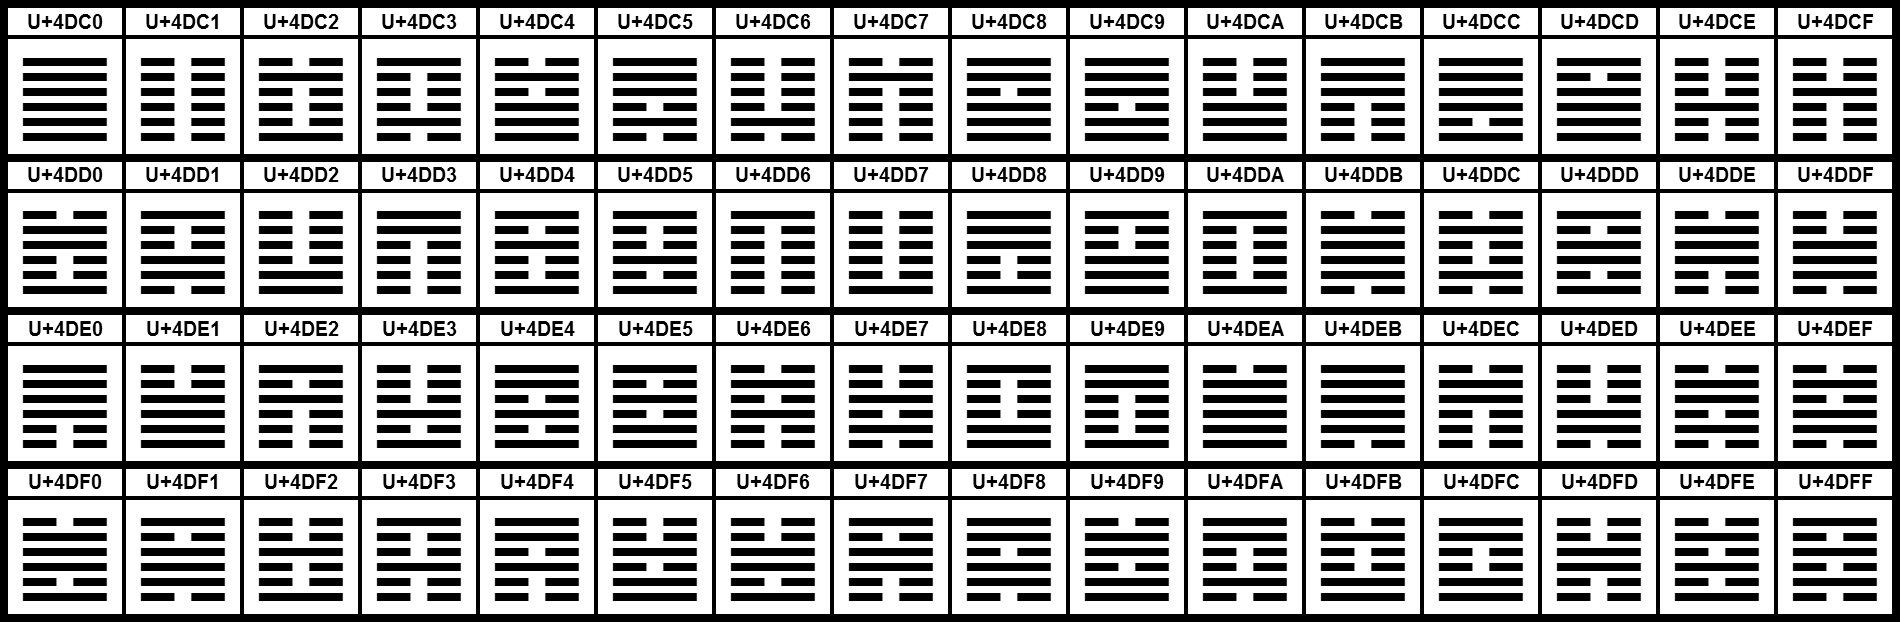 U+4DC0 U+4DC1 U+4DC2 U+4DC3 U+4DC4 U+4DC5 U+4DC6 U+4DC7 U+4DC8 U+4DC9 U+4DCA U+4DCB U+4DCC U+4DCD U+4DCE U+4DCF
䷀ ䷁ ䷂ ䷃ ䷄ ䷅ ䷆ ䷇ ䷈ ䷉ ䷊ ䷋ ䷌ ䷍ ䷎ ䷏
U+4DD0 U+4DD1 U+4DD2 U+4DD3 U+4DD4 U+4DD5 U+4DD6 U+4DD7 U+4DD8 U+4DD9 U+4DDA U+4DDB U+4DDC U+4DDD U+4DDE U+4DDF
䷐ ䷑ ䷒ ䷓ ䷔ ䷕ ䷖ ䷗ ䷘ ䷙ ䷚ ䷛ ䷜ ䷝ ䷞ ䷟
U+4DE0 U+4DE1 U+4DE2 U+4DE3 U+4DE4 U+4DE5 U+4DE6 U+4DE7 U+4DE8 U+4DE9 U+4DEA U+4DEB U+4DEC U+4DED U+4DEE U+4DEF
䷠ ䷡ ䷢ ䷣ ䷤ ䷥ ䷦ ䷧ ䷨ ䷩ ䷪ ䷫ ䷬ ䷭ ䷮ ䷯
U+4DF0 U+4DF1 U+4DF2 U+4DF3 U+4DF4 U+4DF5 U+4DF6 U+4DF7 U+4DF8 U+4DF9 U+4DFA U+4DFB U+4DFC U+4DFD U+4DFE U+4DFF
䷰ ䷱ ䷲ ䷳ ䷴ ䷵ ䷶ ䷷ ䷸ ䷹ ䷺ ䷻ ䷼ ䷽ ䷾ ䷿